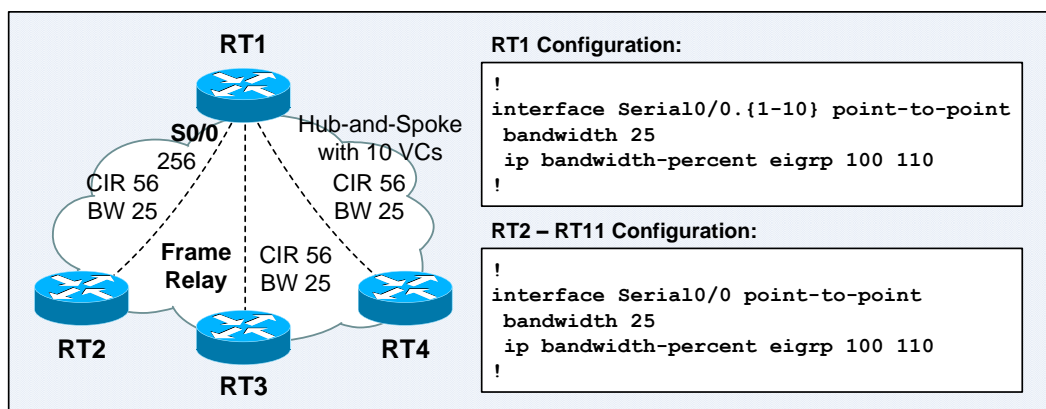 RT1
S0/0
256
Hub-and-Spoke
with 10 VCs
CIR 56
BW 25
CIR 56
BW 25
Frame
Relay
CIR 56
BW 25
RT2
RT3
RT4
RT1 Configuration:
!
interface Serial0/0.{1-10} point-to-point
 bandwidth 25
 ip bandwidth-percent eigrp 100 110
!
RT2 – RT11 Configuration:
!
interface Serial0/0 point-to-point
 bandwidth 25
 ip bandwidth-percent eigrp 100 110
!